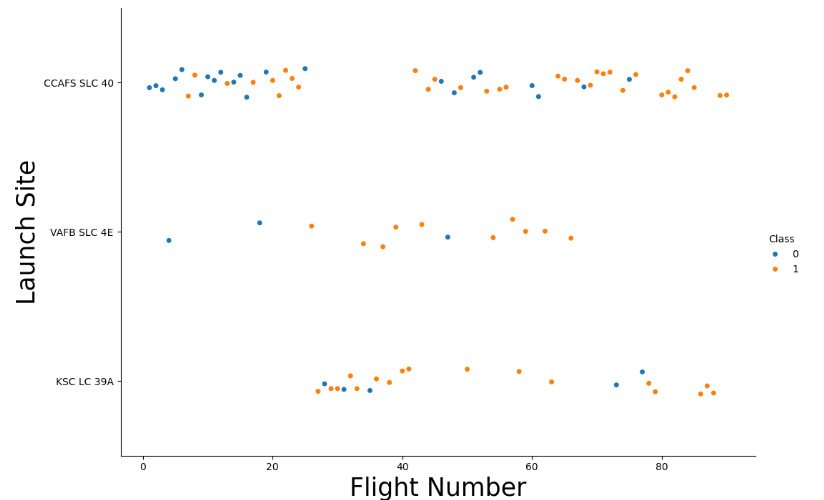 CCAFS SLC 40
VAFB SLC 4E
KSC LC 39A
Launch Site
0 20 40 60 80
Flight Number
Class
0
1